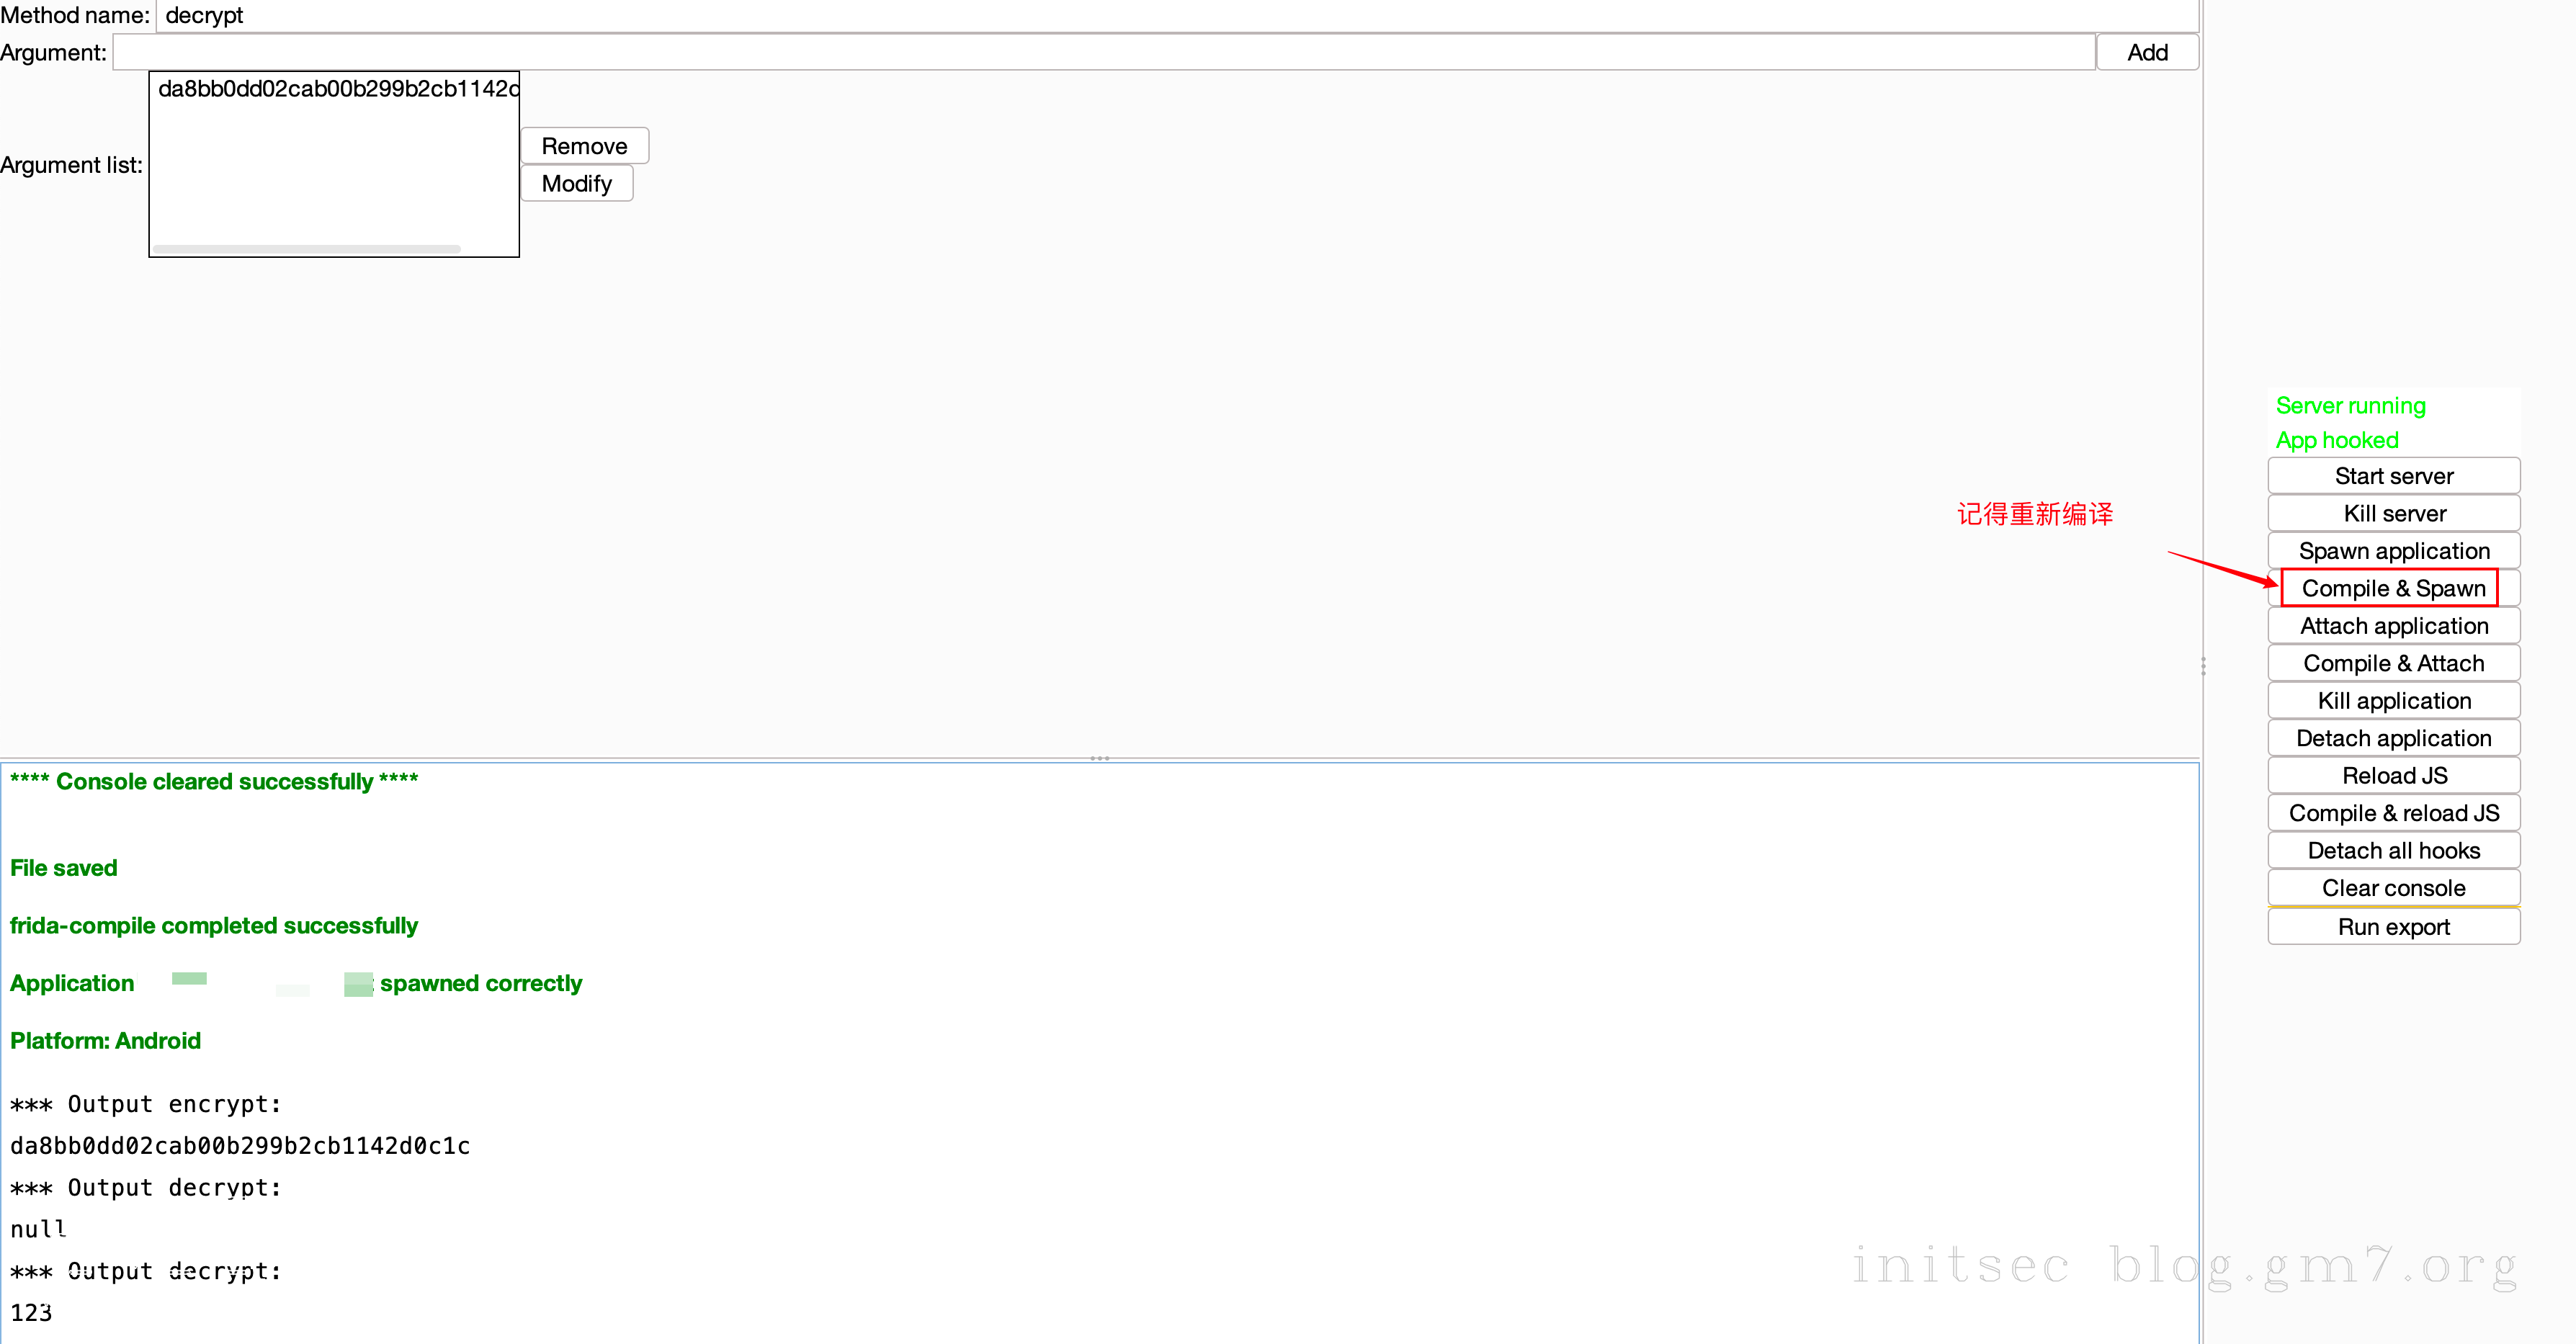 Method name: decrypt
Argument: Add
da8bb0dd02cab00b299b2cb1142d
Argument list:
Remove
Modify
Server running
App hooked
Start server
Kill server
Spawn application
记得重新编译
Compile & Spawn
Attach application
Compile & Attach
Kill application
Detach application
Reload JS
Compile & reload JS
Detach all hooks
Clear console
Run export
**** Console cleared successfully ****
File saved
frida-compile completed successfully
Application spawned correctly
Platform: Android
*** Output encrypt:
da8bb0dd02cab00b299b2cb1142d0c1c
*** Output decrypt:
null
*** Output decrypt:
123
initsec blog.gm7.org